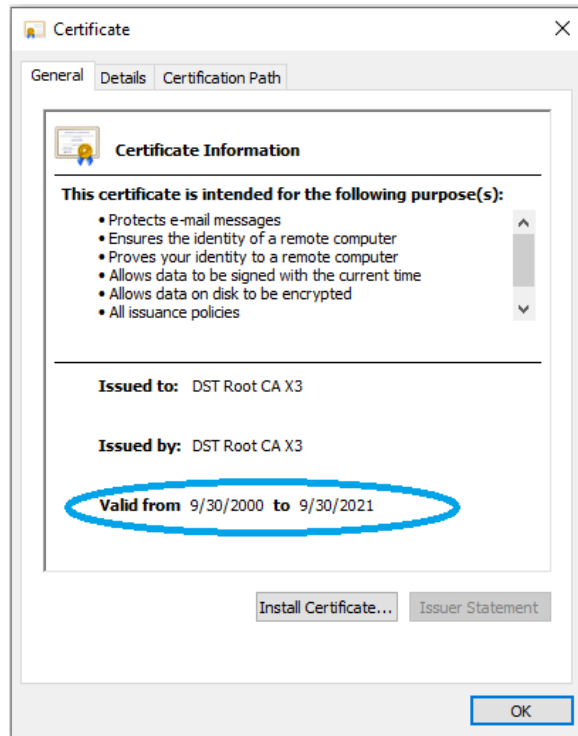 Certificate
General Details Certification Path
Certificate Information
This certificate is intended for the following purpose(s):
• Protects e-mail messages
• Ensures the identity of a remote computer
• Proves your identity to a remote computer
• Allows data to be signed with the current time
• Allows data on disk to be encrypted
• All issuance policies
Issued to: DST Root CA X3
Issued by: DST Root CA X3
Valid from 9/30/2000 to 9/30/2021
Install Certificate... Issuer Statement
OK